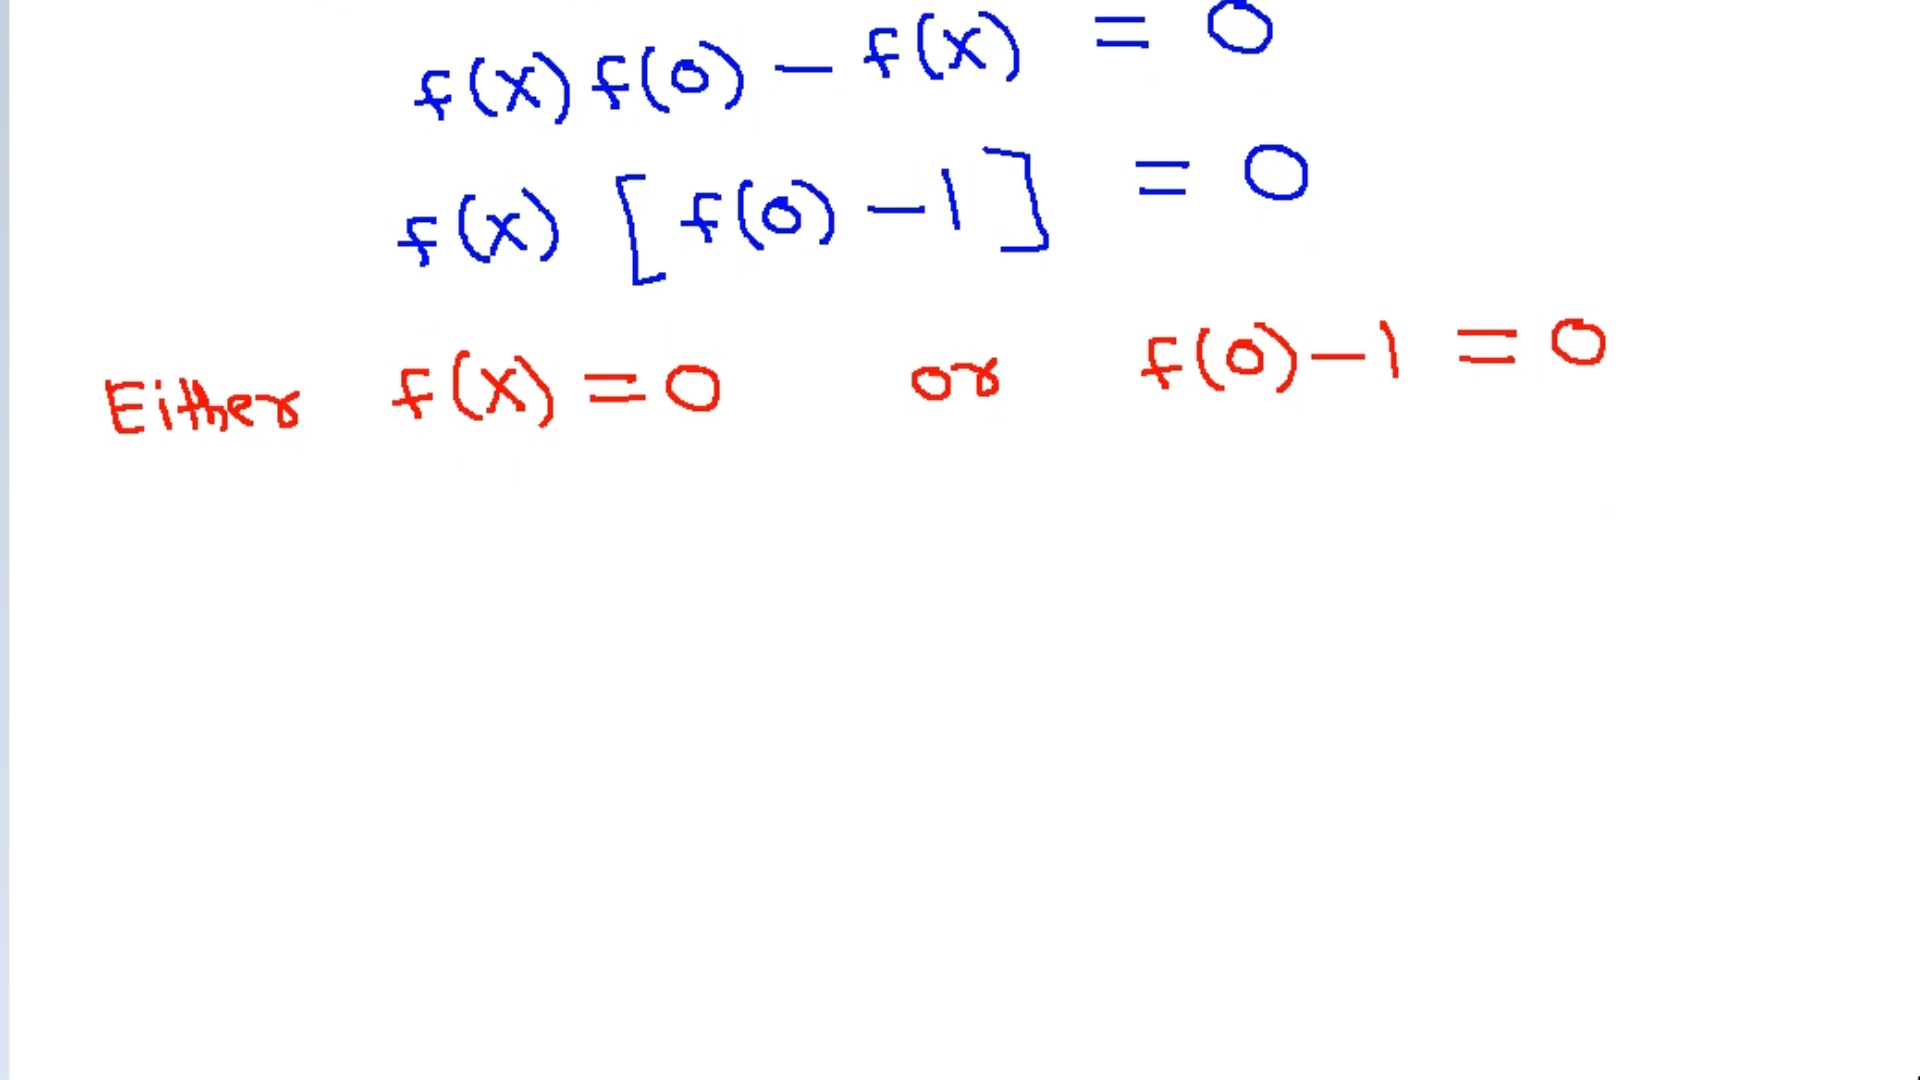 f(x) f(0) - f(x) = 0
f(x) [ f(0) - 1 ] = 0
Either f(x) = 0 or f(0) - 1 = 0